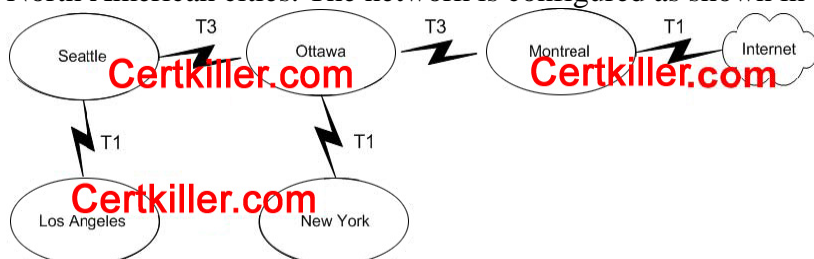 North American cities. The network is configured as shown in
T3
T3
T1
Seattle
Ottawa
Montreal
Internet
Certkiller.com
Certkiller.com
T1
T1
Certkiller.com
Los Angeles
New York